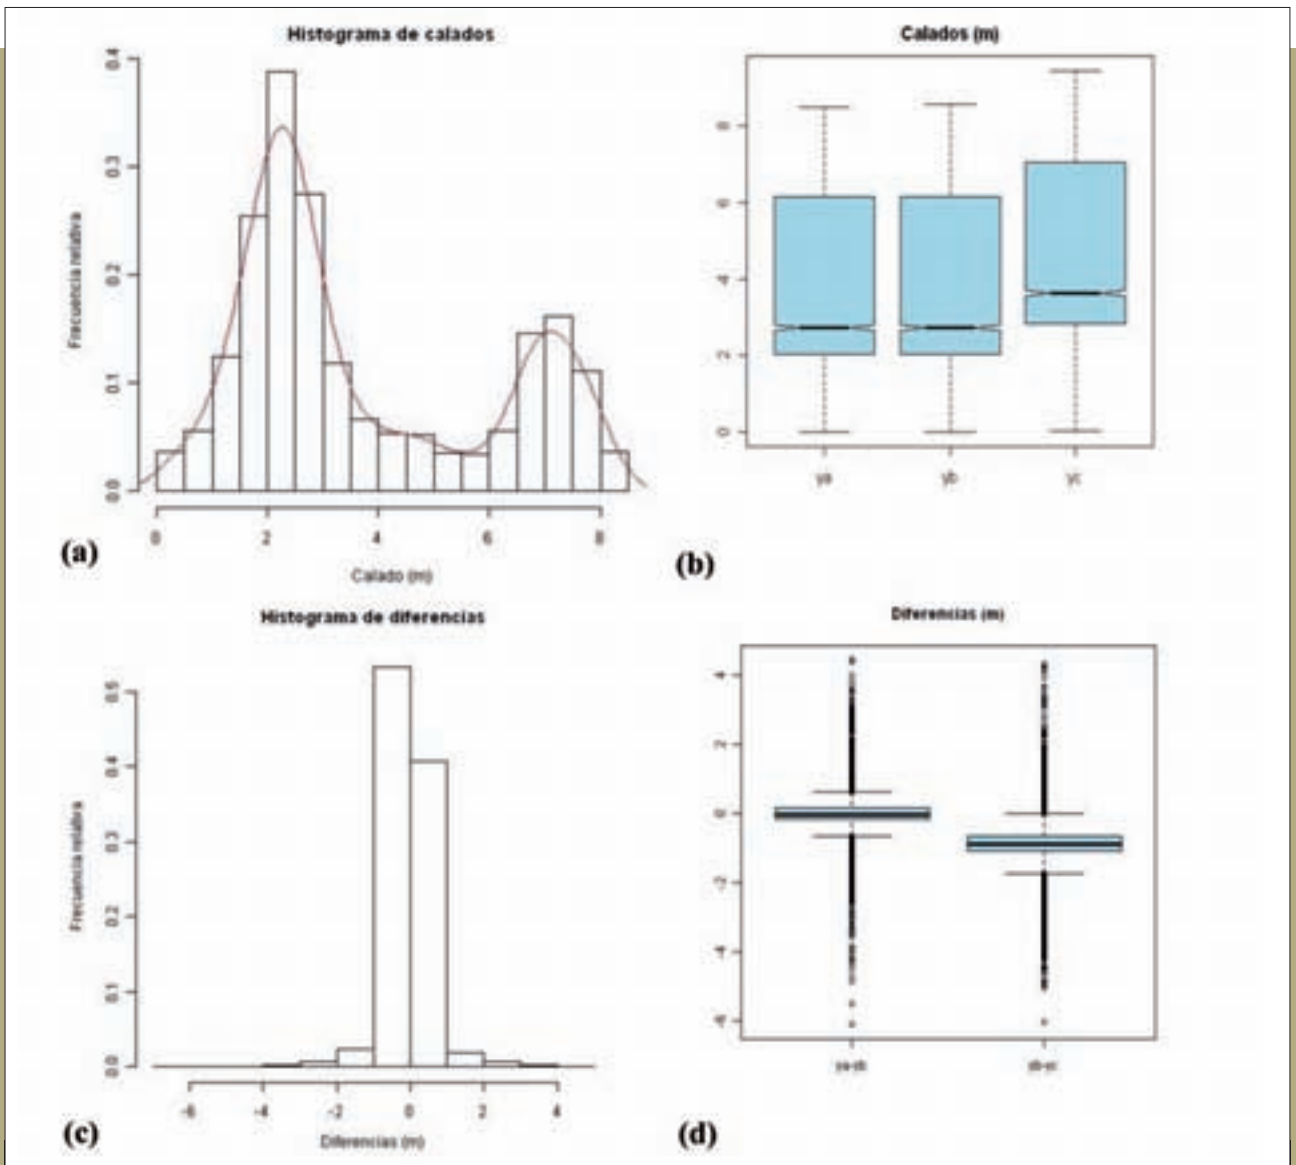 Histograma de calados
Frecuencia relativa
0.0 0.1 0.2 0.3 0.4
0 2 4 6 8
Calado (m)
(a)
Calados (m)
0 2 4 6 8
ya yb yc
(b)
Histograma de diferencias
Frecuencia relativa
0.0 0.1 0.2 0.3 0.4 0.5
-6 -4 -2 0 2 4
Diferencias (m)
(c)
Diferencias (m)
4 2 0 -2 -4 -6
(d)